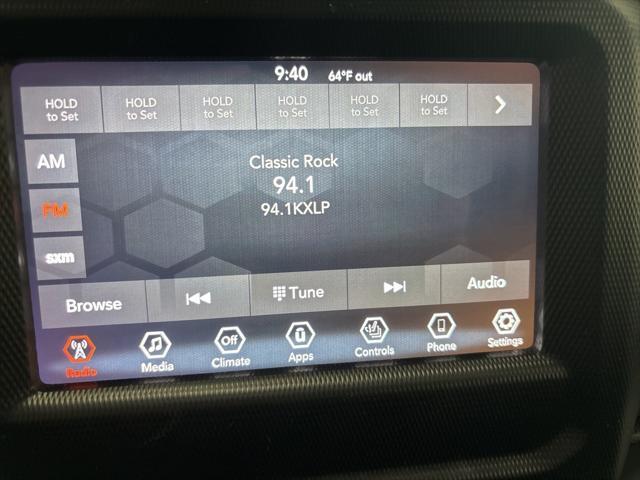 9:40 64°F out
HOLD to Set HOLD to Set HOLD to Set HOLD to Set HOLD to Set HOLD to Set
AM
Classic Rock
94.1
FM
94.1KXLP
sxm
Browse Tune Audio
Radio Media Off Climate Apps Controls Phone Settings